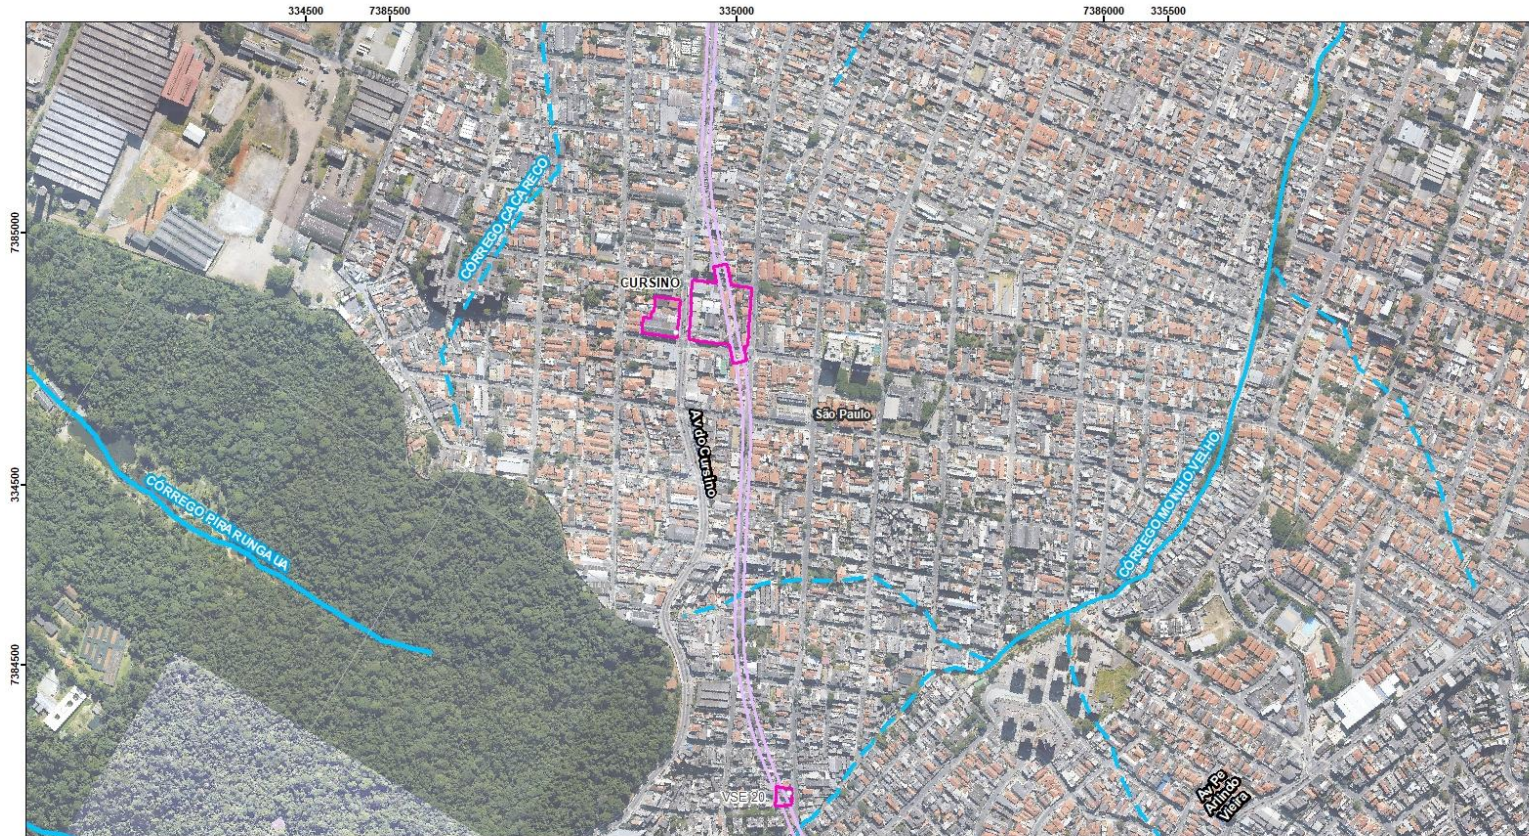 334500
7385500
335000
7386000
335500
CÓRREGO CACARECO
7385000
CURSINO
São Paulo
Av do Cursino
CÓRREGO MOINHO VELHO
334500
CÓRREGO PIRARUNGAUA
7384500
VSE 20
Av. Pe
Arlindo
Vieira